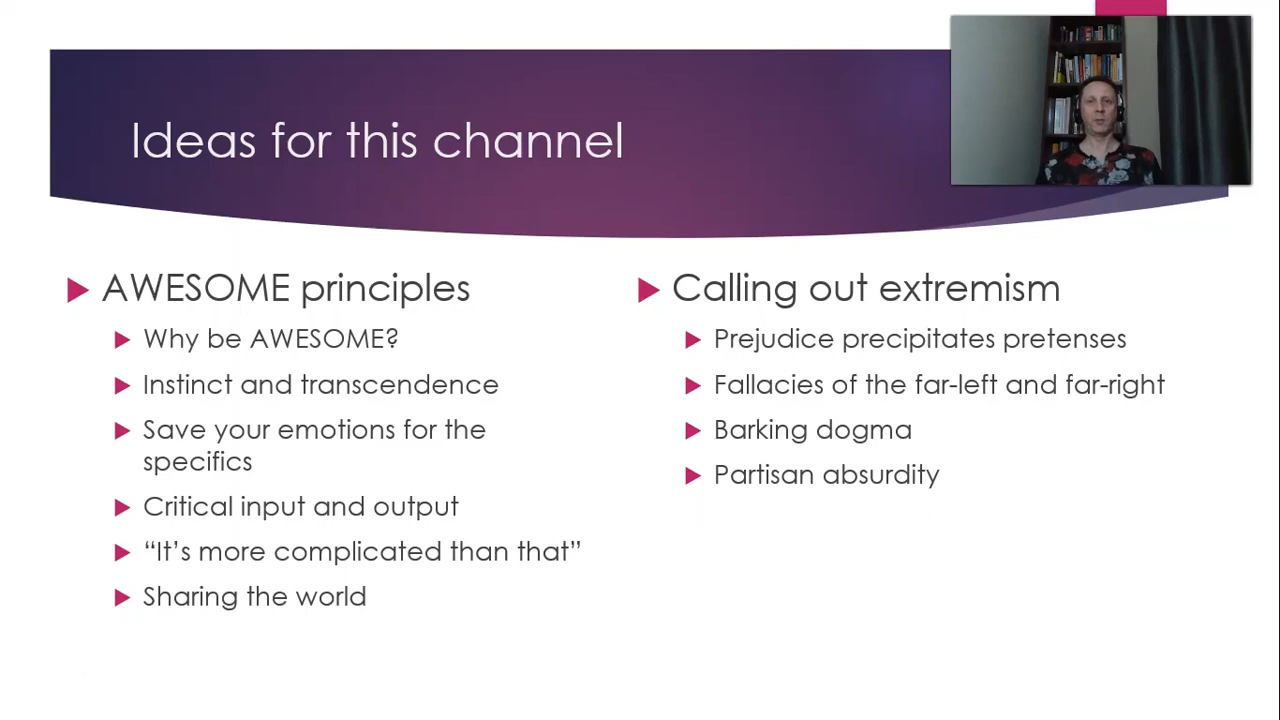 Ideas for this channel
AWESOME principles
Why be AWESOME?
Instinct and transcendence
Save your emotions for the
specifics
Critical input and output
“It’s more complicated than that”
Sharing the world
Calling out extremism
Prejudice precipitates pretenses
Fallacies of the far-left and far-right
Barking dogma
Partisan absurdity